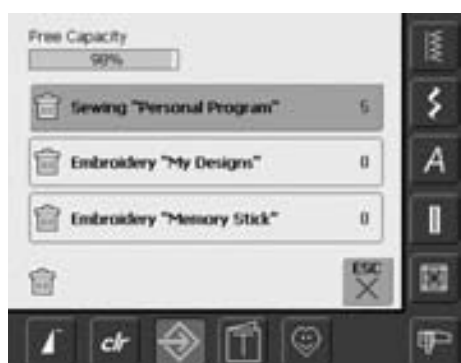 Free Capacity
98%
Sewing "Personal Program" 5
Embroidery "My Designs" 0
Embroidery "Memory Stick" 0
ESC
A
clr